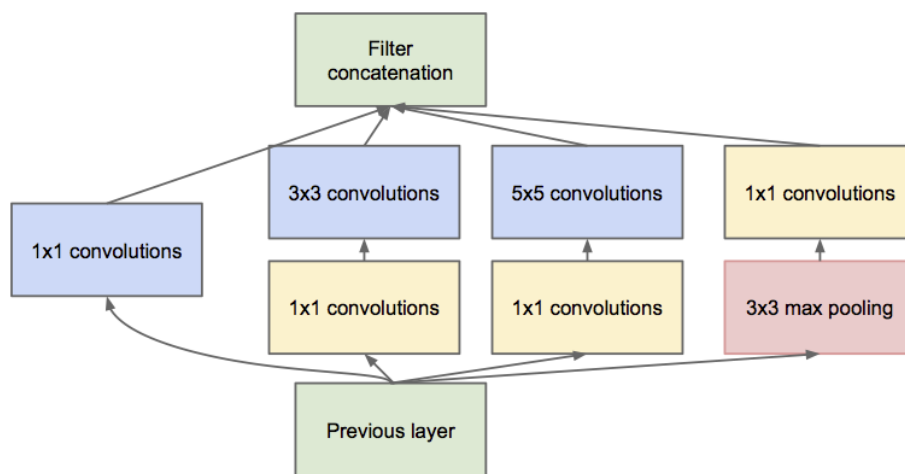 Filter
concatenation
3x3 convolutions
5x5 convolutions
1x1 convolutions
1x1 convolutions
1x1 convolutions
1x1 convolutions
3x3 max pooling
Previous layer